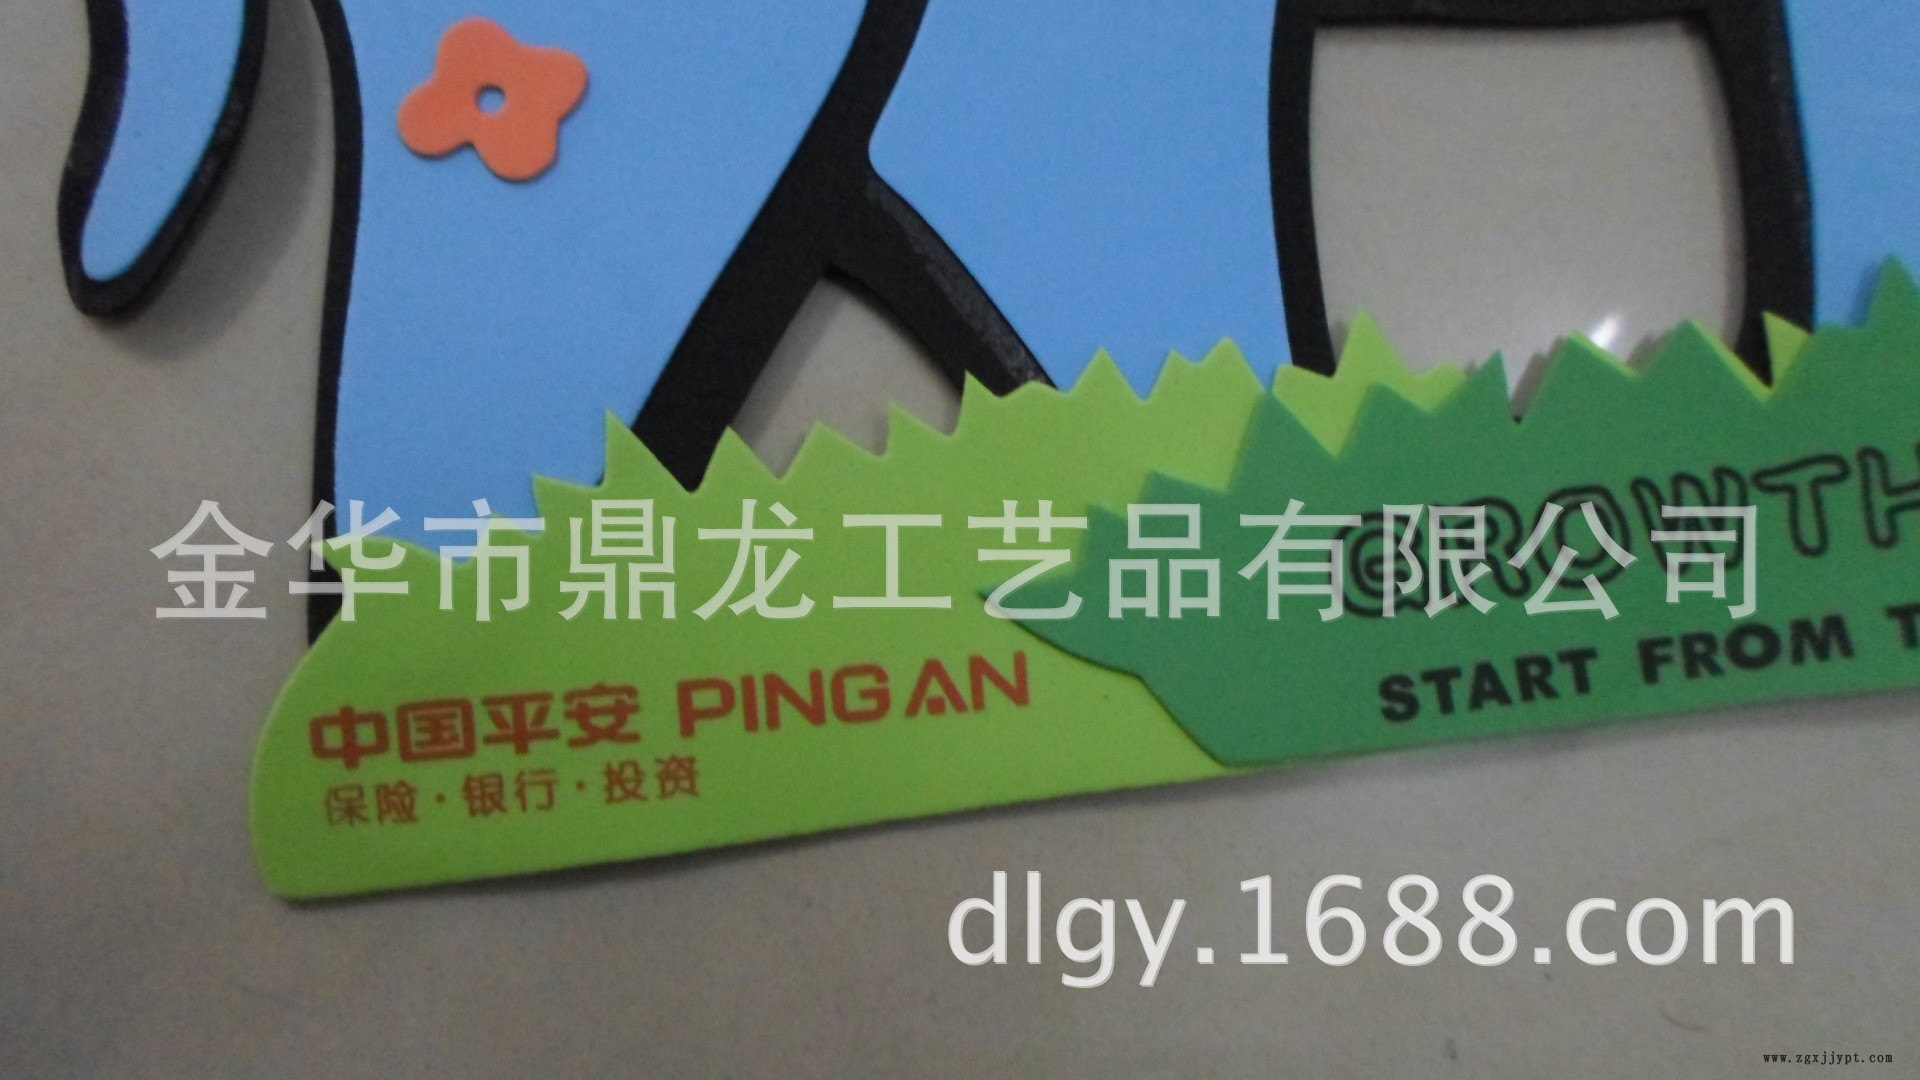 金华市鼎龙工艺品有限公司
GROWTH
START FROM
中国平安 PING AN
保险·银行·投资
dlgy.1688.com
www.zgxjjypt.com